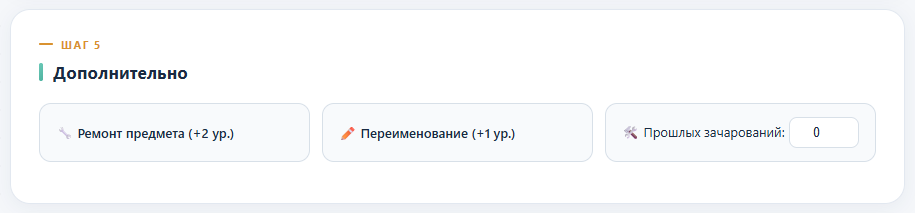 ШАГ 5
Дополнительно
Ремонт предмета (+2 ур.)
Переименование (+1 ур.)
Прошлых зачарований: 0